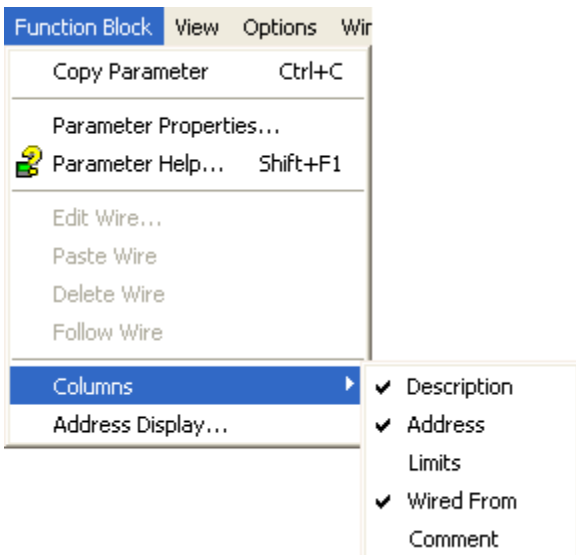 Function Block View Options Wir
Copy Parameter Ctrl+C
Parameter Properties...
Parameter Help... Shift+F1
Edit Wire...
Paste Wire
Delete Wire
Follow Wire
Columns
Address Display...
Description
Address
Limits
Wired From
Comment